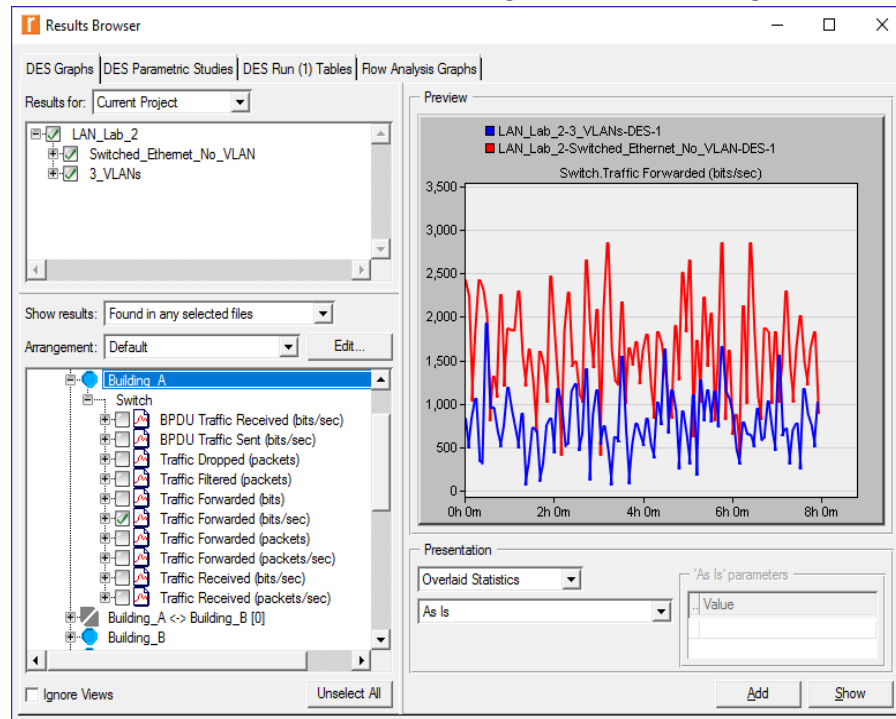 Results Browser
DES Graphs DES Parametric Studies DES Run (1) Tables Flow Analysis Graphs
Results for: Current Project
LAN_Lab_2
Switched_Ethernet_No_VLAN
3_VLANs
Show results: Found in any selected files
Arrangement: Default Edit...
Building_A
Switch
BPDU Traffic Received (bits/sec)
BPDU Traffic Sent (bits/sec)
Traffic Dropped (packets)
Traffic Filtered (packets)
Traffic Forwarded (bits)
Traffic Forwarded (bits/sec)
Traffic Forwarded (packets)
Traffic Forwarded (packets/sec)
Traffic Received (bits/sec)
Traffic Received (packets/sec)
Building_A <-> Building_B [0]
Building_B
Ignore Views Unselect All
Preview
LAN_Lab_2-3_VLANs-DES-1
LAN_Lab_2-Switched_Ethernet_No_VLAN-DES-1
Switch.Traffic Forwarded (bits/sec)
3,500
3,000
2,500
2,000
1,500
1,000
500
0
0h 0m 2h 0m 4h 0m 6h 0m 8h 0m
Presentation
Overlaid Statistics
As Is
'As Is' parameters
.. Value
Add Show